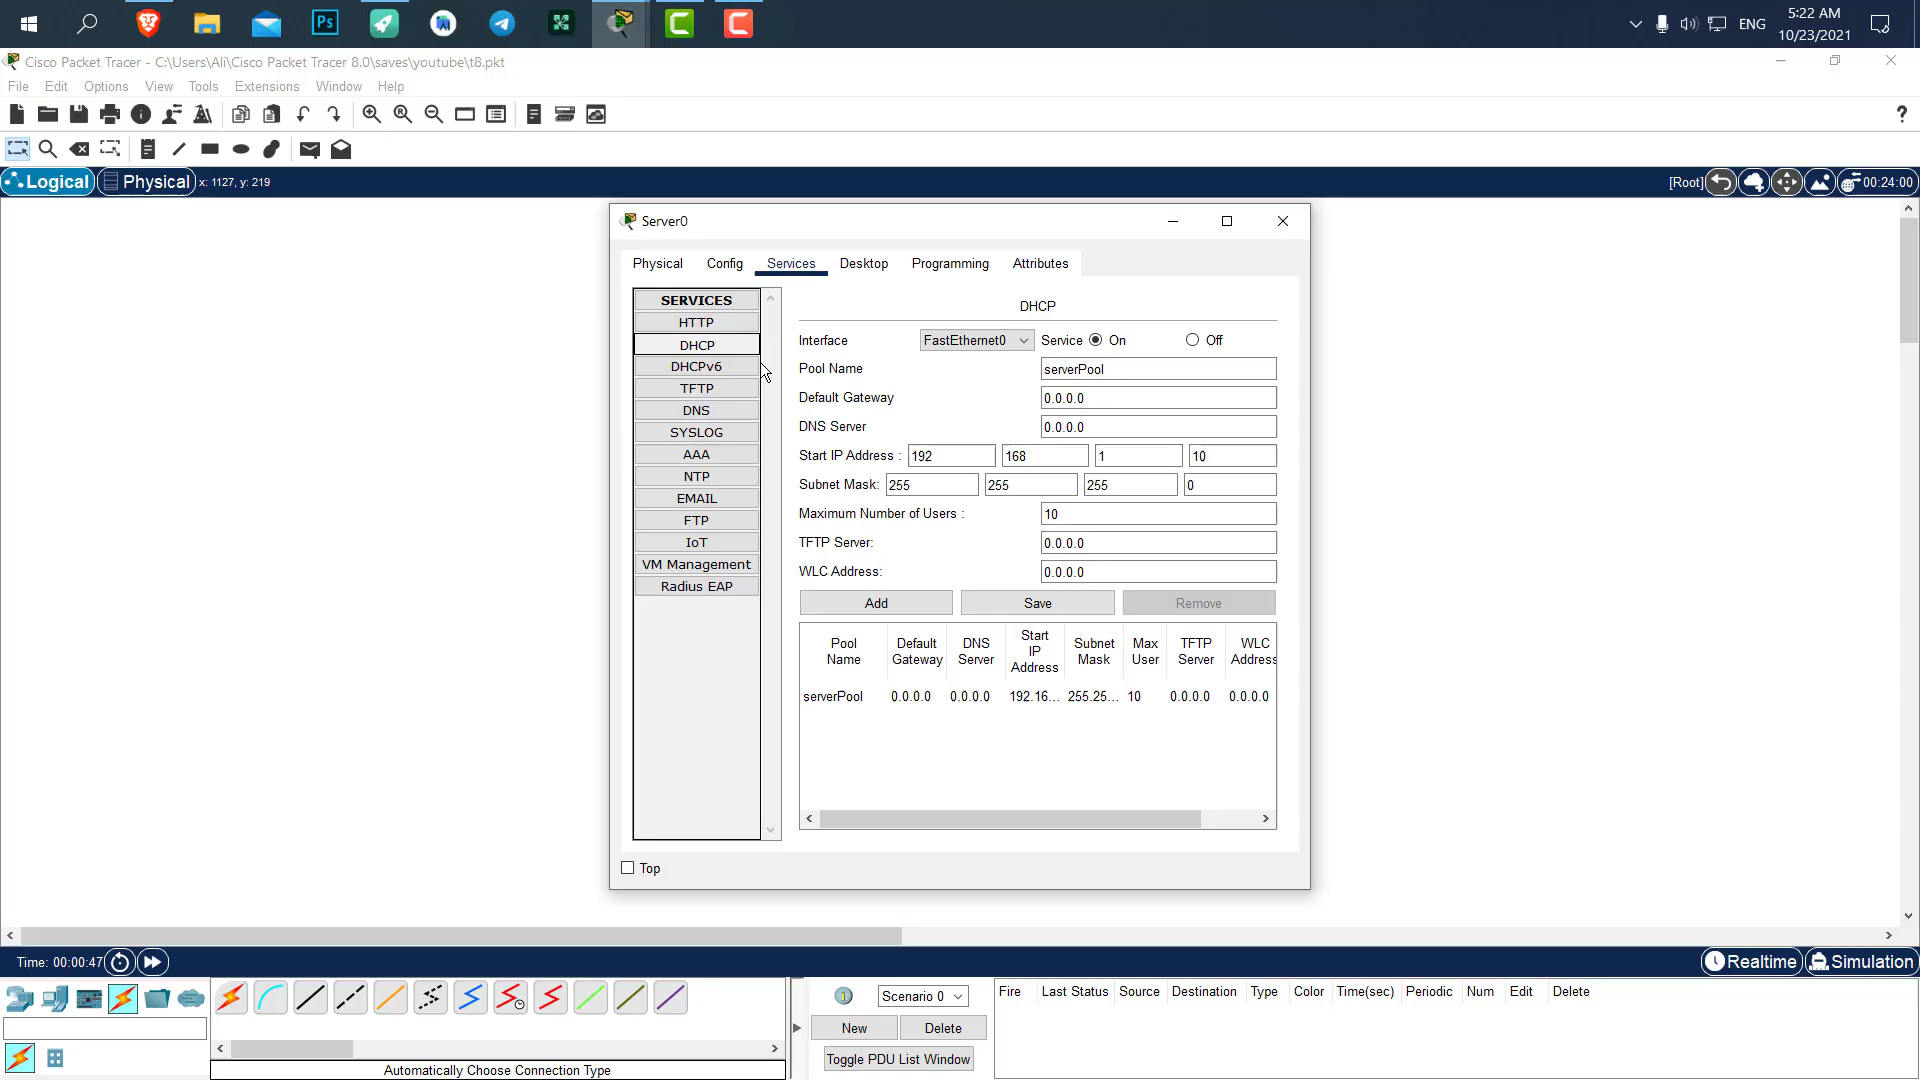 Ps
ENG
5:22 AM
10/23/2021
Cisco Packet Tracer - C:\Users\Ali\Cisco Packet Tracer 8.0\saves\youtube\t8.pkt
File Edit Options View Tools Extensions Window Help
?
Logical Physical x: 1127, y: 219
[Root] 00:24:00
Server0
Physical Config Services Desktop Programming Attributes
SERVICES
HTTP
DHCP
DHCPv6
TFTP
DNS
SYSLOG
AAA
NTP
EMAIL
FTP
IoT
VM Management
Radius EAP
DHCP
Interface FastEthernet0 Service On Off
Pool Name serverPool
Default Gateway 0.0.0.0
DNS Server 0.0.0.0
Start IP Address : 192 168 1 10
Subnet Mask: 255 255 255 0
Maximum Number of Users : 10
TFTP Server: 0.0.0.0
WLC Address: 0.0.0.0
Add Save Remove
Pool Name Default Gateway DNS Server Start IP Address Subnet Mask Max User TFTP Server WLC Address
serverPool 0.0.0.0 0.0.0.0 192.16... 255.25... 10 0.0.0.0 0.0.0.0
Top
Time: 00:00:47
Realtime Simulation
Scenario 0
New Delete
Toggle PDU List Window
Fire Last Status Source Destination Type Color Time(sec) Periodic Num Edit Delete
Automatically Choose Connection Type